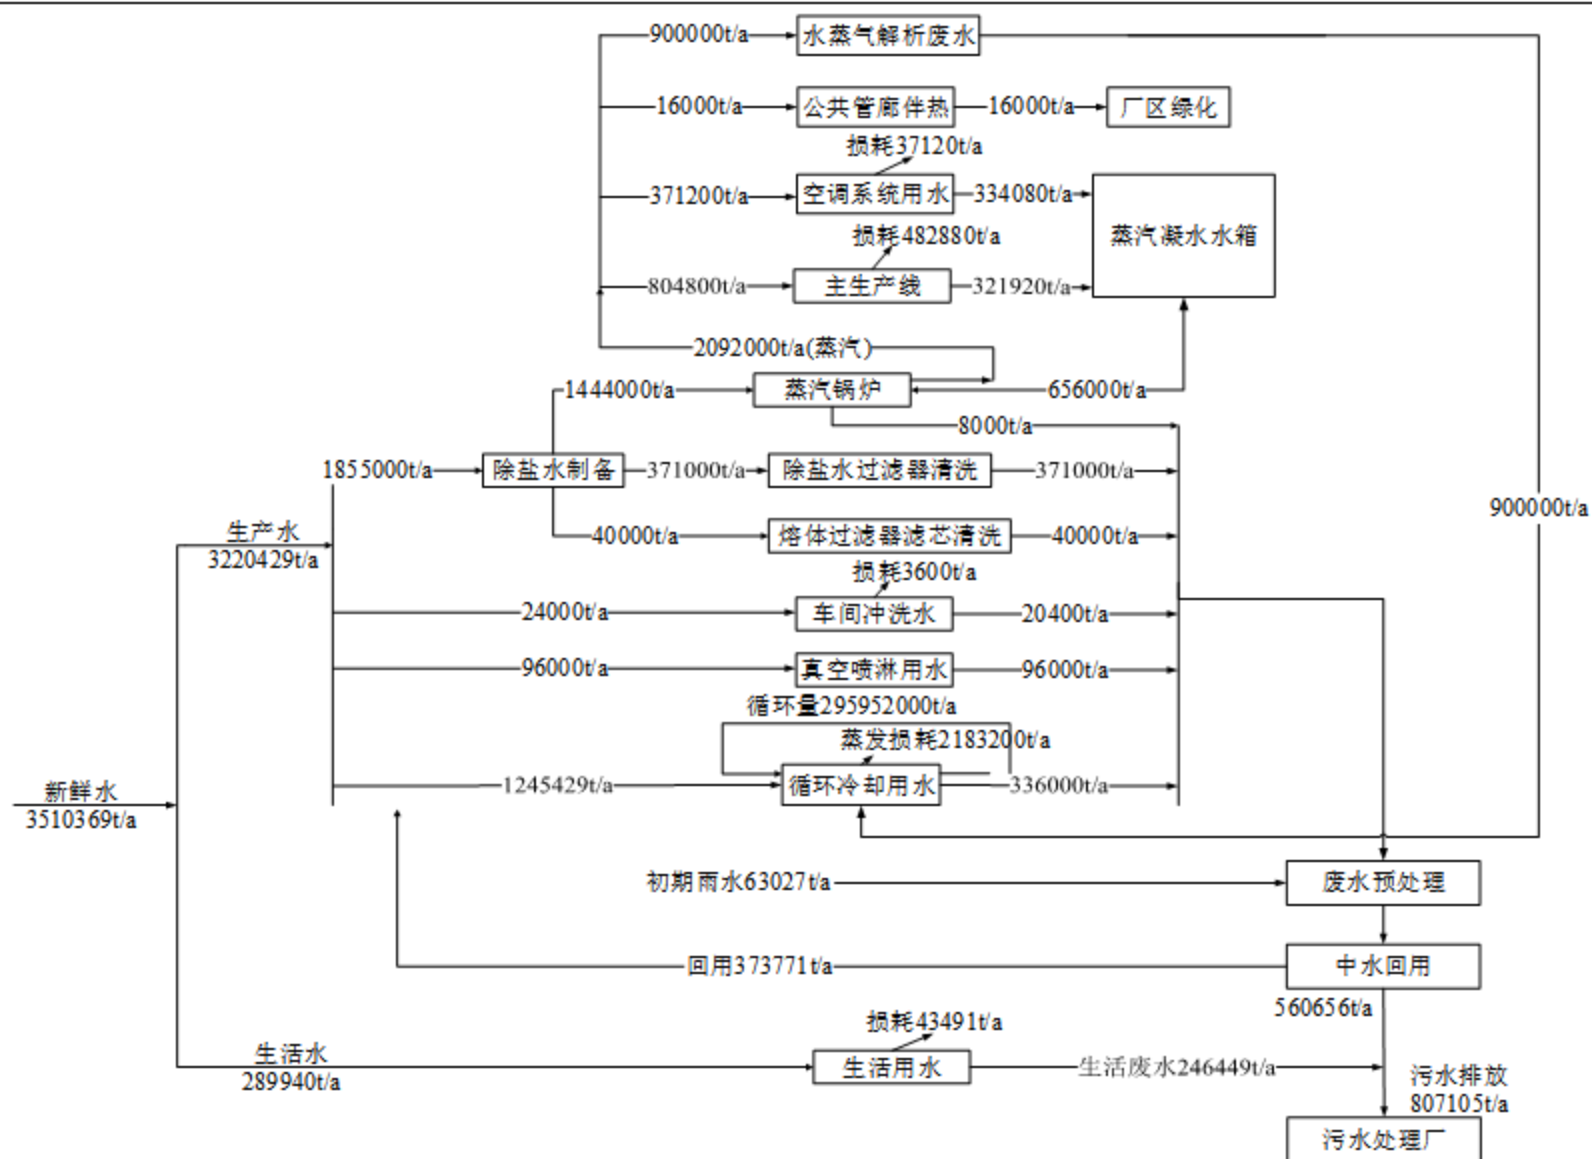 900000t/a
水蒸气解析废水
16000t/a
公共管廊伴热
16000t/a
厂区绿化
损耗37120t/a
371200t/a
空调系统用水
334080t/a
蒸汽凝水水箱
损耗482880t/a
804800t/a
主生产线
321920t/a
2092000t/a(蒸汽)
1444000t/a
蒸汽锅炉
656000t/a
8000t/a
1855000t/a
除盐水制备
371000t/a
除盐水过滤器清洗
371000t/a
900000t/a
生产水
3220429t/a
40000t/a
熔体过滤器滤芯清洗
40000t/a
损耗3600t/a
24000t/a
车间冲洗水
20400t/a
96000t/a
真空喷淋用水
96000t/a
循环量295952000t/a
蒸发损耗2183200t/a
1245429t/a
循环冷却用水
336000t/a
新鲜水
3510369t/a
初期雨水63027t/a
废水预处理
回用373771t/a
中水回用
560656t/a
损耗43491t/a
生活水
289940t/a
生活用水
生活废水246449t/a
污水排放
807105t/a
污水处理厂